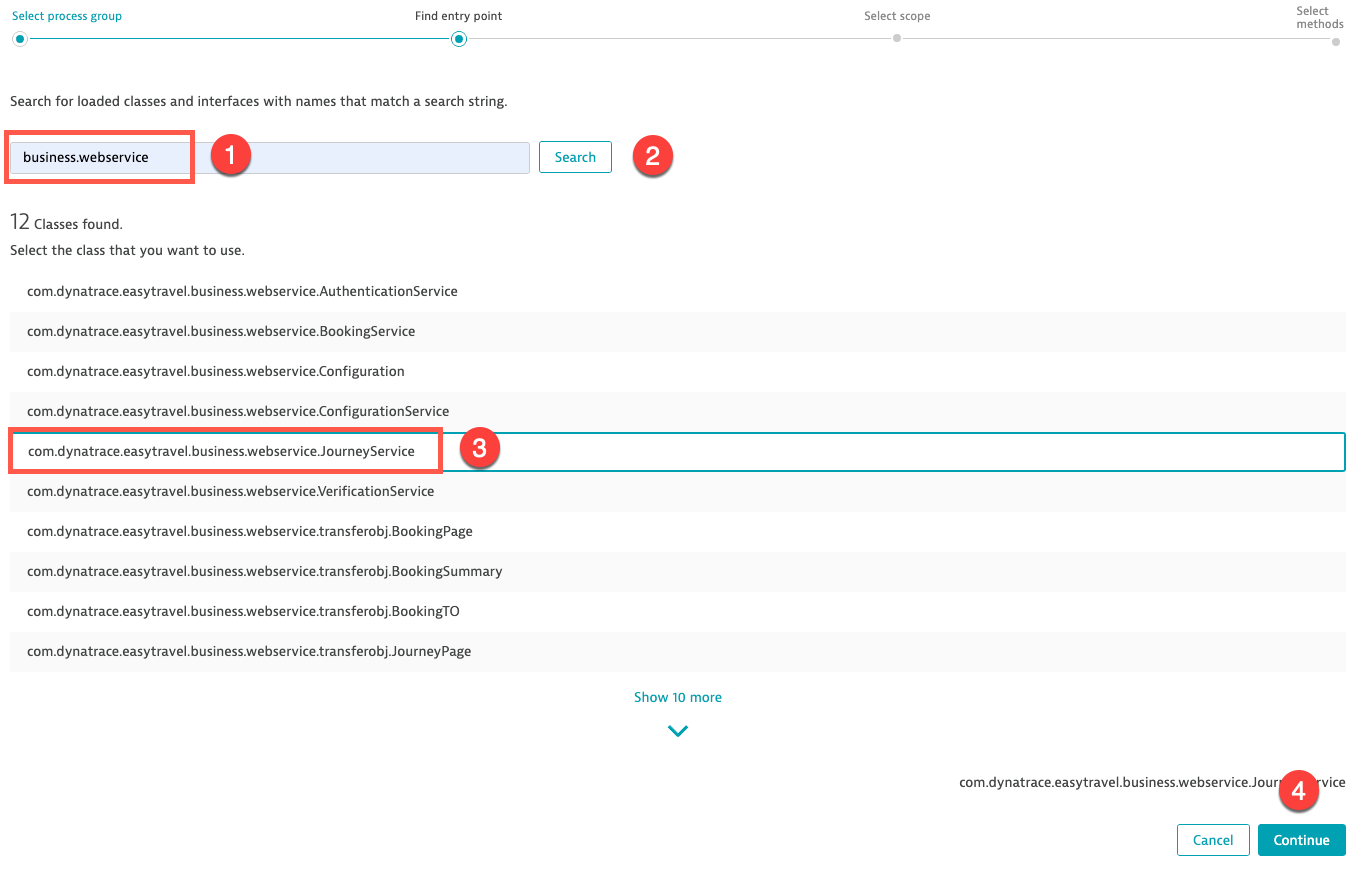 Select process group
Find entry point
Select scope
Select
methods
Search for loaded classes and interfaces with names that match a search string.
business.webservice
1
Search
2
12 Classes found.
Select the class that you want to use.
com.dynatrace.easytravel.business.webservice.AuthenticationService
com.dynatrace.easytravel.business.webservice.BookingService
com.dynatrace.easytravel.business.webservice.Configuration
com.dynatrace.easytravel.business.webservice.ConfigurationService
com.dynatrace.easytravel.business.webservice.JourneyService
3
com.dynatrace.easytravel.business.webservice.VerificationService
com.dynatrace.easytravel.business.webservice.transferobj.BookingPage
com.dynatrace.easytravel.business.webservice.transferobj.BookingSummary
com.dynatrace.easytravel.business.webservice.transferobj.BookingTO
com.dynatrace.easytravel.business.webservice.transferobj.JourneyPage
Show 10 more
com.dynatrace.easytravel.business.webservice.JourneyService
4
Cancel
Continue